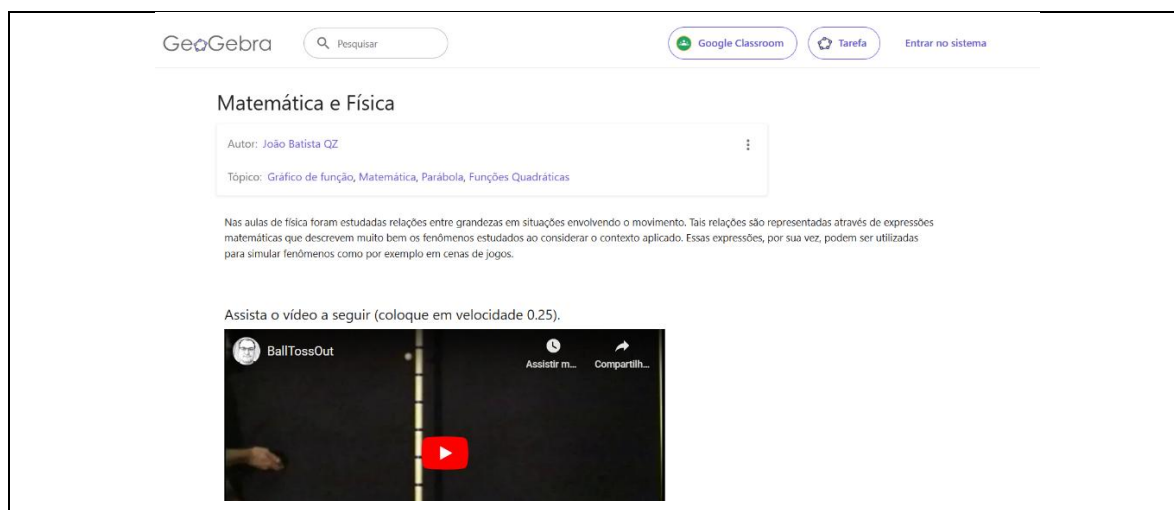 GeoGebra
Pesquisar
Google Classroom
Tarefa
Entrar no sistema
Matemática e Física
Autor: João Batista QZ
Tópico: Gráfico de função, Matemática, Parábola, Funções Quadráticas
Nas aulas de física foram estudadas relações entre grandezas em situações envolvendo o movimento. Tais relações são representadas através de expressões
matemáticas que descrevem muito bem os fenômenos estudados ao considerar o contexto aplicado. Essas expressões, por sua vez, podem ser utilizadas
para simular fenômenos como por exemplo em cenas de jogos.
Assista o vídeo a seguir (coloque em velocidade 0.25).
BallTossOut
Assistir m...
Compartilh...